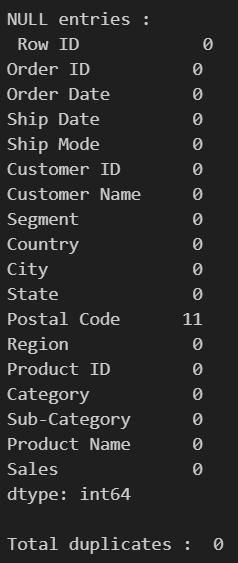 NULL entries :
 Row ID            0
Order ID          0
Order Date        0
Ship Date         0
Ship Mode         0
Customer ID       0
Customer Name     0
Segment           0
Country           0
City              0
State             0
Postal Code      11
Region            0
Product ID        0
Category          0
Sub-Category      0
Product Name      0
Sales             0
dtype: int64

Total duplicates :  0